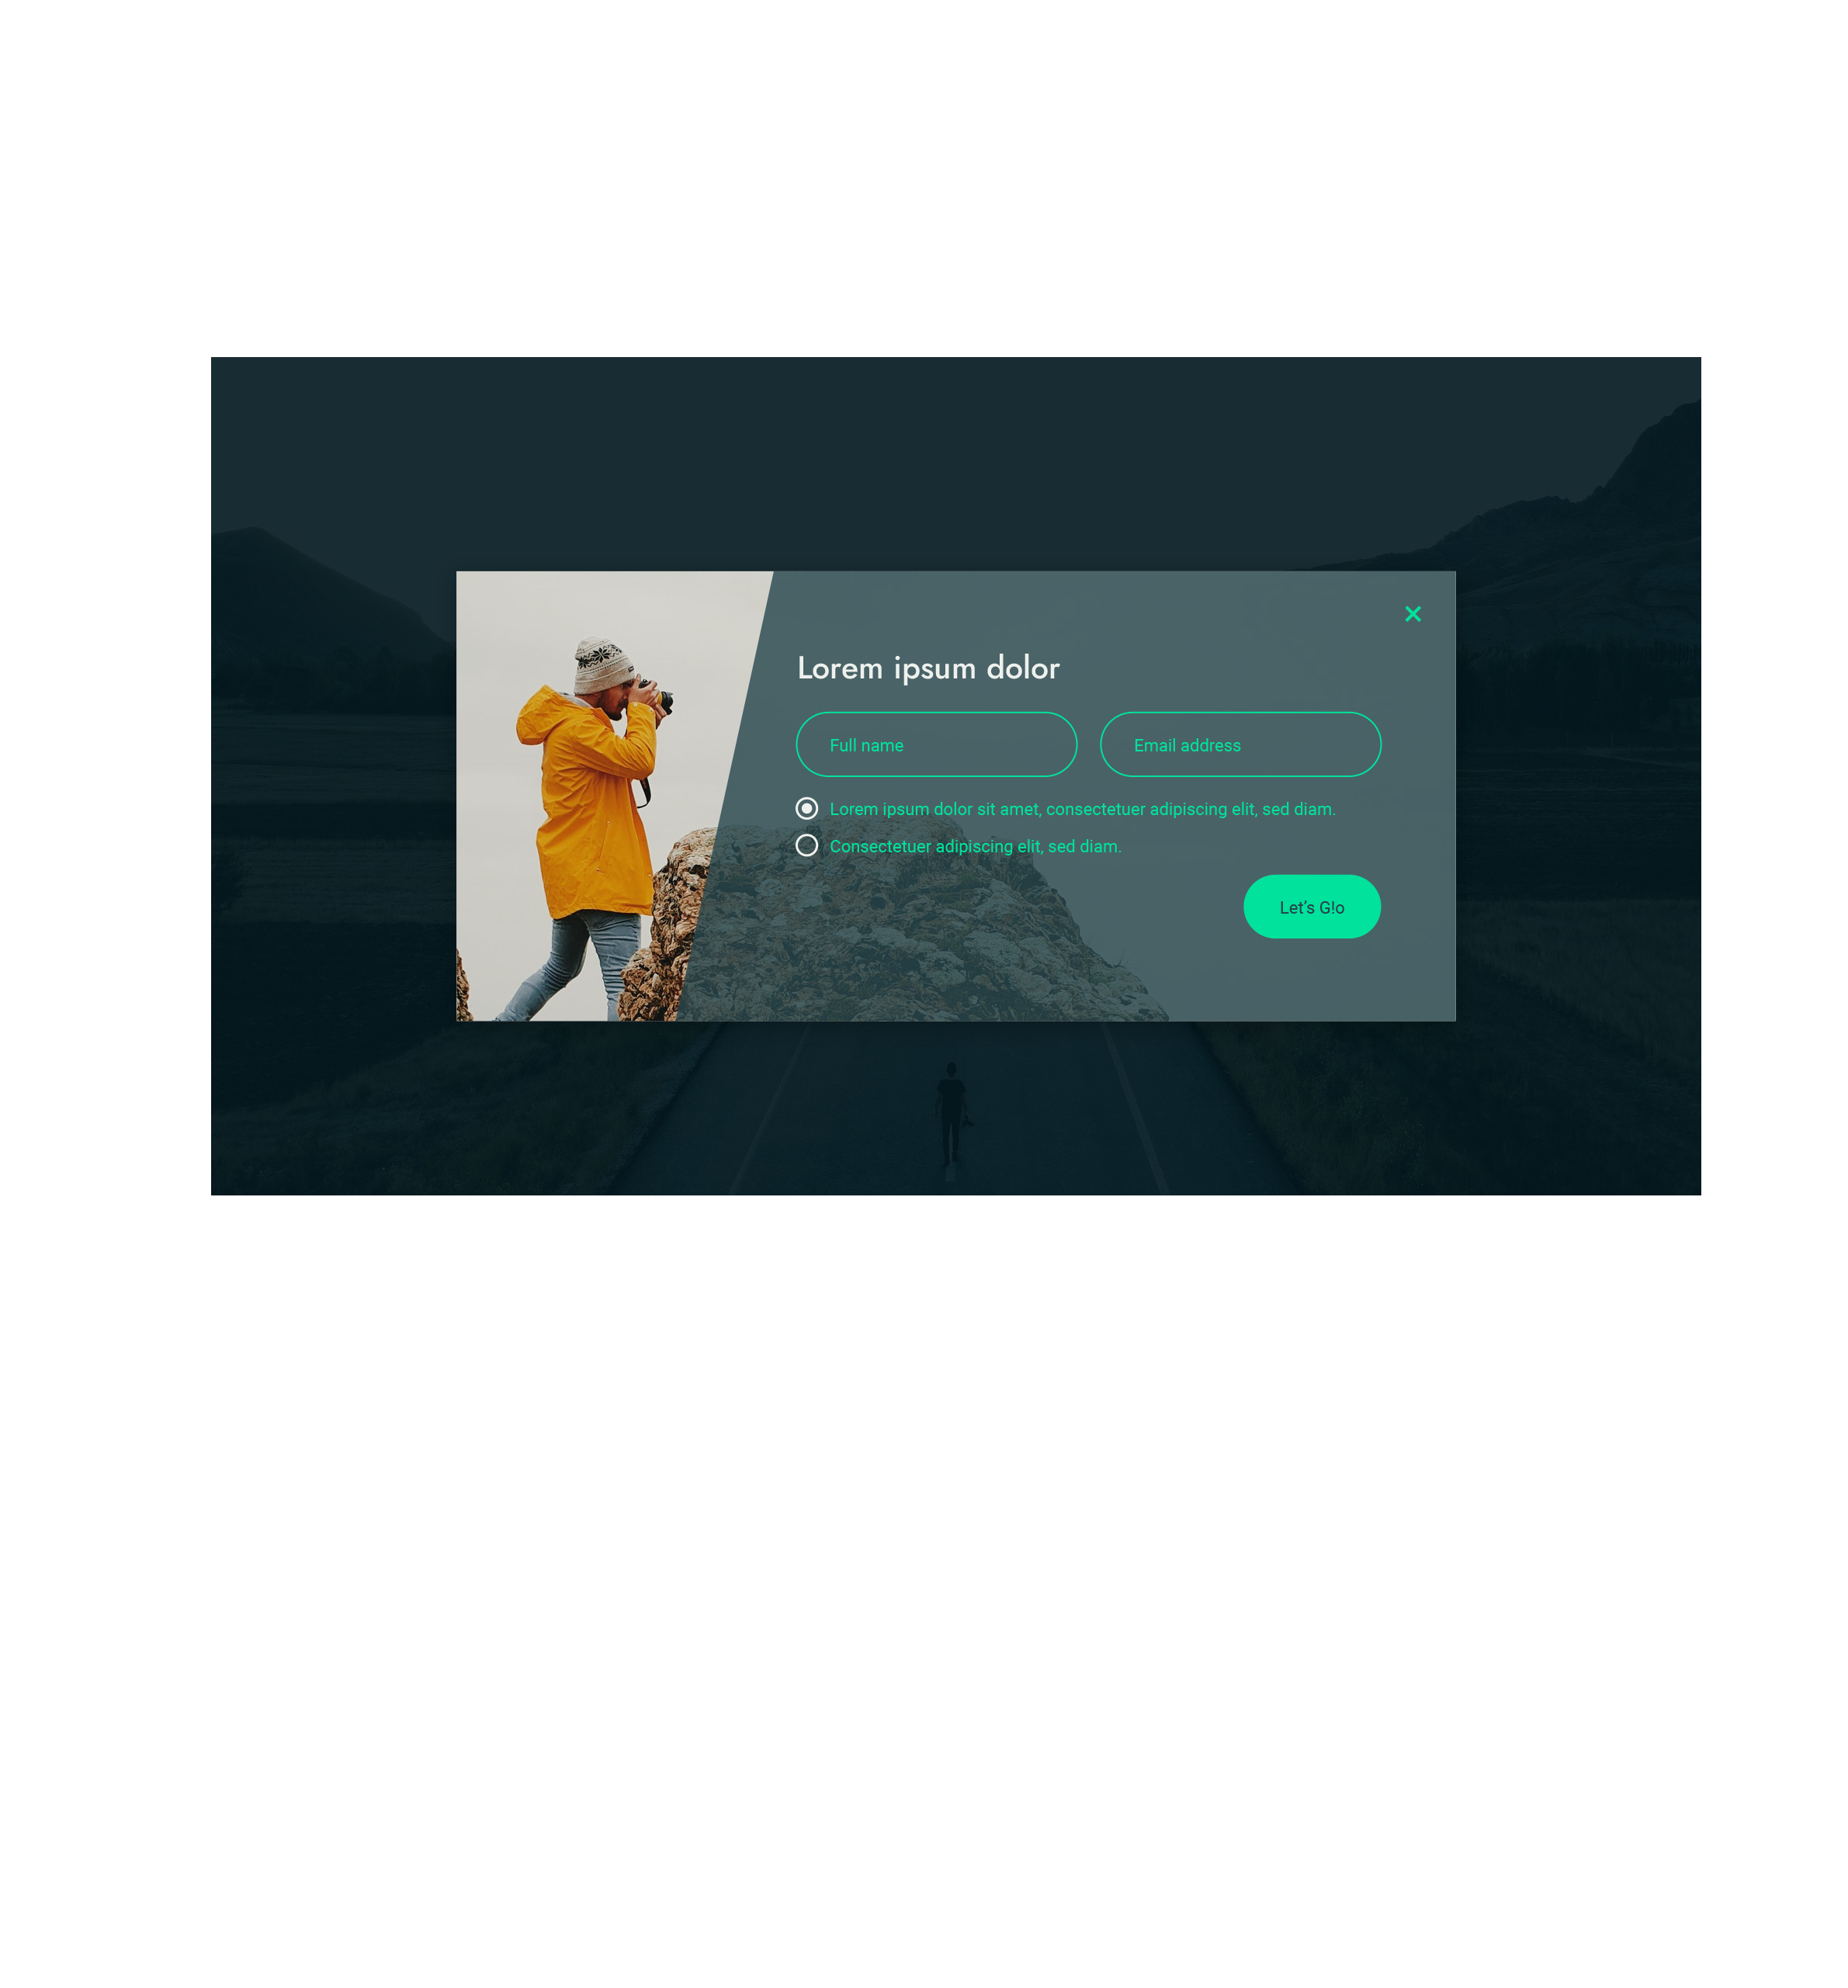 Lorem ipsum dolor
Full name
Email address
Lorem ipsum dolor sit amet, consectetuer adipiscing elit, sed diam.
Consectetuer adipiscing elit, sed diam.
Let's G!o